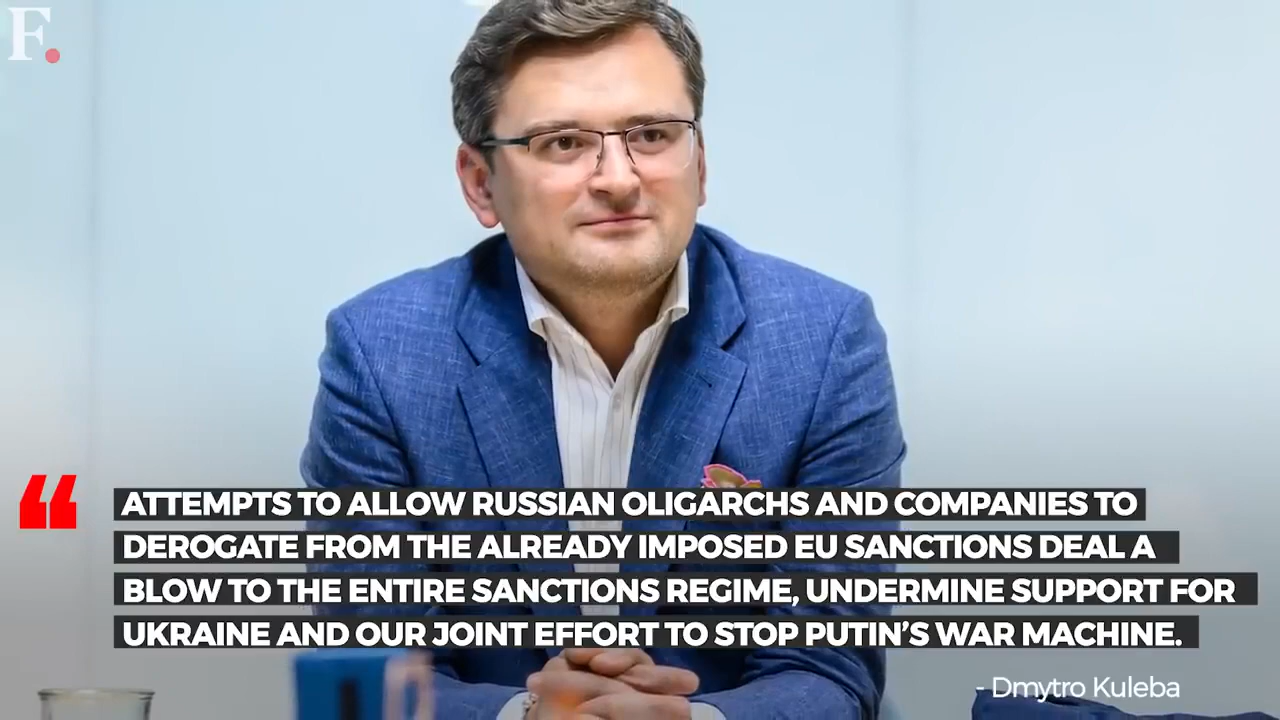 F.
“
ATTEMPTS TO ALLOW RUSSIAN OLIGARCHS AND COMPANIES TO
DEROGATE FROM THE ALREADY IMPOSED EU SANCTIONS DEAL A
BLOW TO THE ENTIRE SANCTIONS REGIME, UNDERMINE SUPPORT FOR
UKRAINE AND OUR JOINT EFFORT TO STOP PUTIN’S WAR MACHINE.
- Dmytro Kuleba